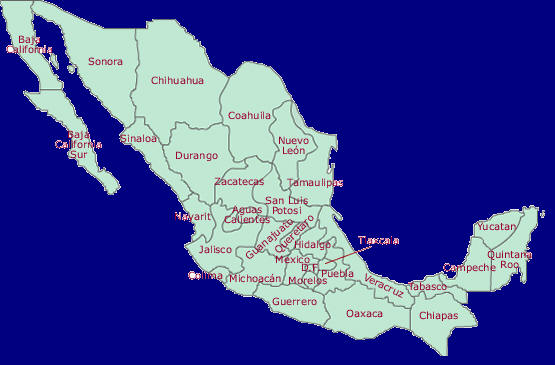 Baja
California
Sonora
Chihuahua
Coahuila
Nuevo
León
Baja
California
Sur
Sinaloa
Durango
Zacatecas
Tamaulipas
San Luis
Potosi
Nayarit
Aguas
Calientes
Guanajuato
Queretaro
Hidalgo
Tlaxcala
Jalisco
México
D.F.
Colima
Michoacán
Morelos
Puebla
Veracruz
Tabasco
Campeche
Yucatan
Quintana
Roo
Guerrero
Oaxaca
Chiapas